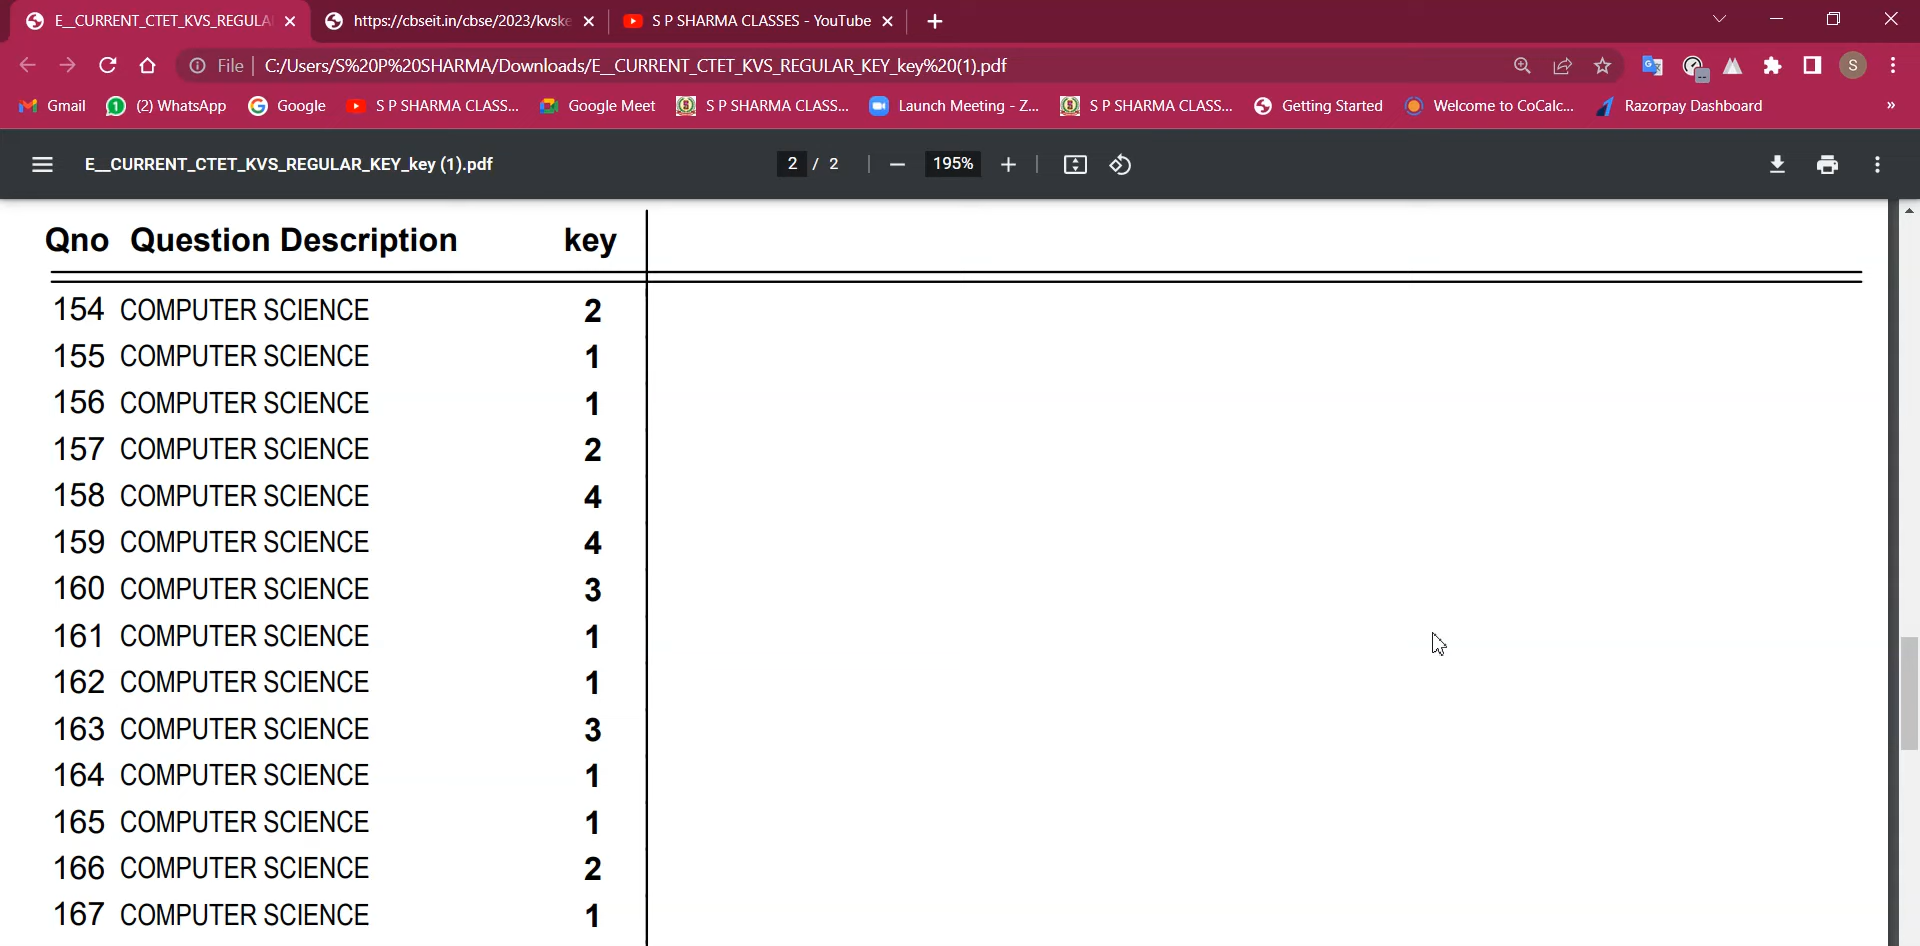 E__CURRENT_CTET_KVS_REGULA
https://cbseit.in/cbse/2023/kvske
S P SHARMA CLASSES - YouTube
File
C:/Users/S%20P%20SHARMA/Downloads/E__CURRENT_CTET_KVS_REGULAR_KEY_key%20(1).pdf
S
Gmail
(2) WhatsApp
Google
S P SHARMA CLASS...
Google Meet
S P SHARMA CLASS...
Launch Meeting - Z...
S P SHARMA CLASS...
Getting Started
Welcome to CoCalc...
Razorpay Dashboard
»
E__CURRENT_CTET_KVS_REGULAR_KEY_key (1).pdf
2 / 2
195%
Qno Question Description key
154 COMPUTER SCIENCE 2
155 COMPUTER SCIENCE 1
156 COMPUTER SCIENCE 1
157 COMPUTER SCIENCE 2
158 COMPUTER SCIENCE 4
159 COMPUTER SCIENCE 4
160 COMPUTER SCIENCE 3
161 COMPUTER SCIENCE 1
162 COMPUTER SCIENCE 1
163 COMPUTER SCIENCE 3
164 COMPUTER SCIENCE 1
165 COMPUTER SCIENCE 1
166 COMPUTER SCIENCE 2
167 COMPUTER SCIENCE 1